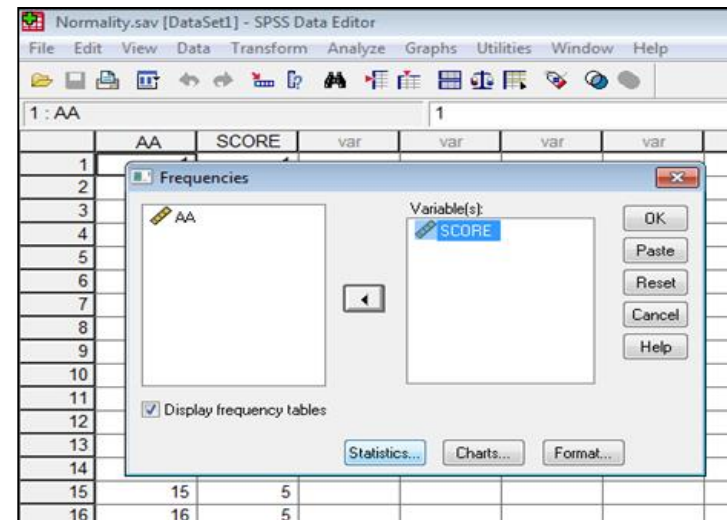 Normality.sav [DataSet1] - SPSS Data Editor
File Edit View Data Transform Analyze Graphs Utilities Window Help
1 : AA 1
AA SCORE var var var var
1
2
3
4
5
6
7
8
9
10
11
12
13
14
15 15 5
16 16 5
Frequencies
AA
Variable(s):
SCORE
OK
Paste
Reset
Cancel
Help
Display frequency tables
Statistics... Charts... Format...